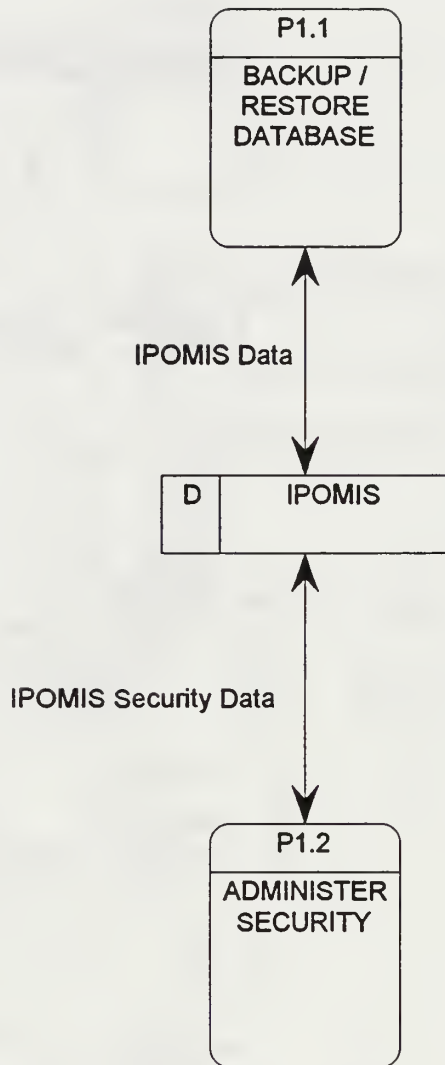 P1.1
BACKUP /
RESTORE
DATABASE
IPOMIS Data
D IPOMIS
IPOMIS Security Data
P1.2
ADMINISTER
SECURITY